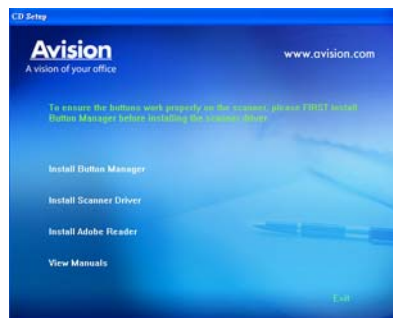 CD Setup
Avision
www.avision.com
A vision of your office
To ensure the buttons work properly on the scanner, please FIRST install
Button Manager before installing the scanner driver
Install Button Manager
Install Scanner Driver
Install Adobe Reader
View Manuals
Exit